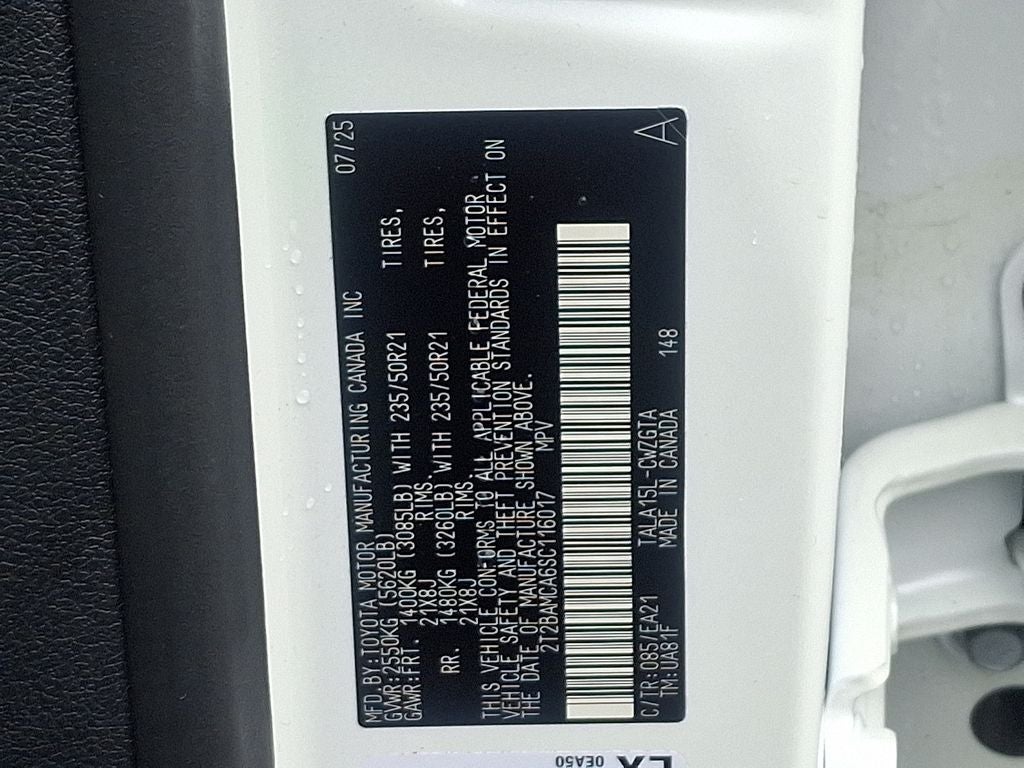 MFD.BY:TOYOTA MOTOR MANUFACTURING CANADA INC 07/25
GVWR:2550KG (5620LB)
GAWR:FRT. 1400KG (3085LB) WITH 235/50R21 TIRES,
21X8J RIMS.
RR. 1480KG (3260LB) WITH 235/50R21 TIRES,
21X8J RIMS.
THIS VEHICLE CONFORMS TO ALL APPLICABLE FEDERAL MOTOR
VEHICLE SAFETY AND THEFT PREVENTION STANDARDS IN EFFECT ON
THE DATE OF MANUFACTURE SHOWN ABOVE.
2T2BAMCA6SC116017 MPV
C/TR:085/EA21 TALA15L-CWZGTA 148
TM:UA81F MADE IN CANADA
A
0EA50